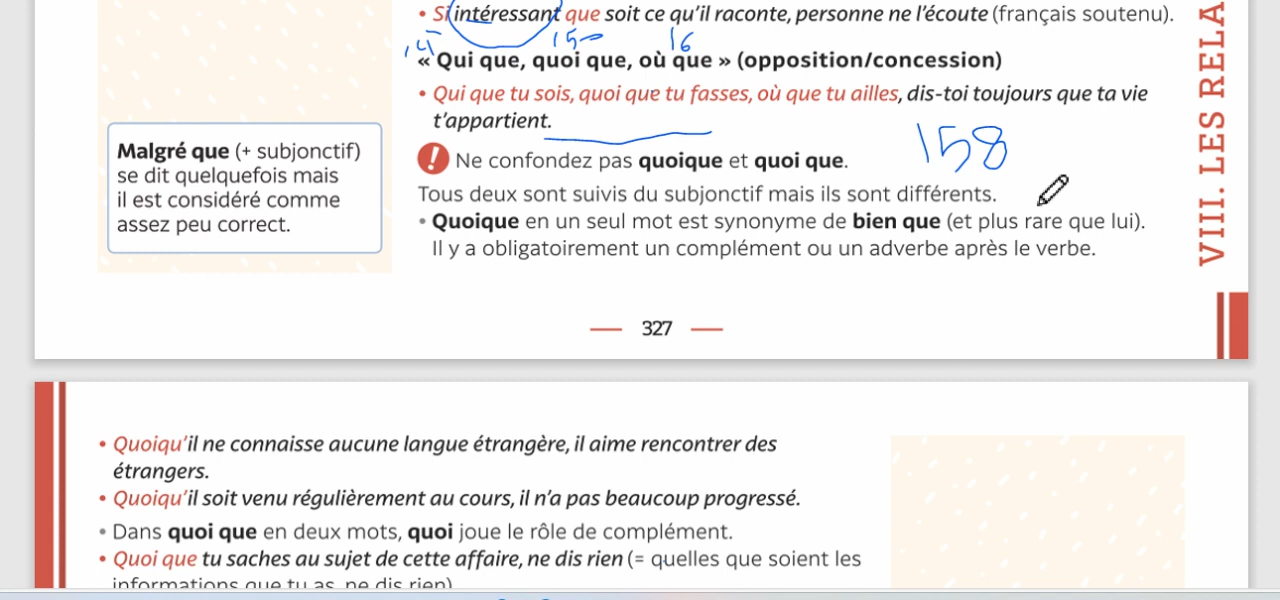 • Si intéressant que soit ce qu'il raconte, personne ne l'écoute (français soutenu).
15 16
« Qui que, quoi que, où que » (opposition/concession)
• Qui que tu sois, quoi que tu fasses, où que tu ailles, dis-toi toujours que ta vie
t'appartient.
158
! Ne confondez pas quoique et quoi que.
Tous deux sont suivis du subjonctif mais ils sont différents.
• Quoique en un seul mot est synonyme de bien que (et plus rare que lui).
Il y a obligatoirement un complément ou un adverbe après le verbe.
Malgré que (+ subjonctif)
se dit quelquefois mais
il est considéré comme
assez peu correct.
VIII. LES RELA
327
• Quoiqu'il ne connaisse aucune langue étrangère, il aime rencontrer des
étrangers.
• Quoiqu'il soit venu régulièrement au cours, il n'a pas beaucoup progressé.
• Dans quoi que en deux mots, quoi joue le rôle de complément.
• Quoi que tu saches au sujet de cette affaire, ne dis rien (= quelles que soient les
informations que tu as, ne dis rien)